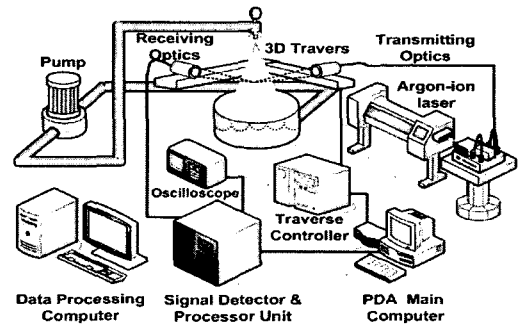 Receiving
Optics
3D Travers
Transmitting
Optics
Pump
Argon-ion
laser
Oscilloscope
Traverse
Controller
Data Processing
Computer
Signal Detector &
Processor Unit
PDA Main
Computer